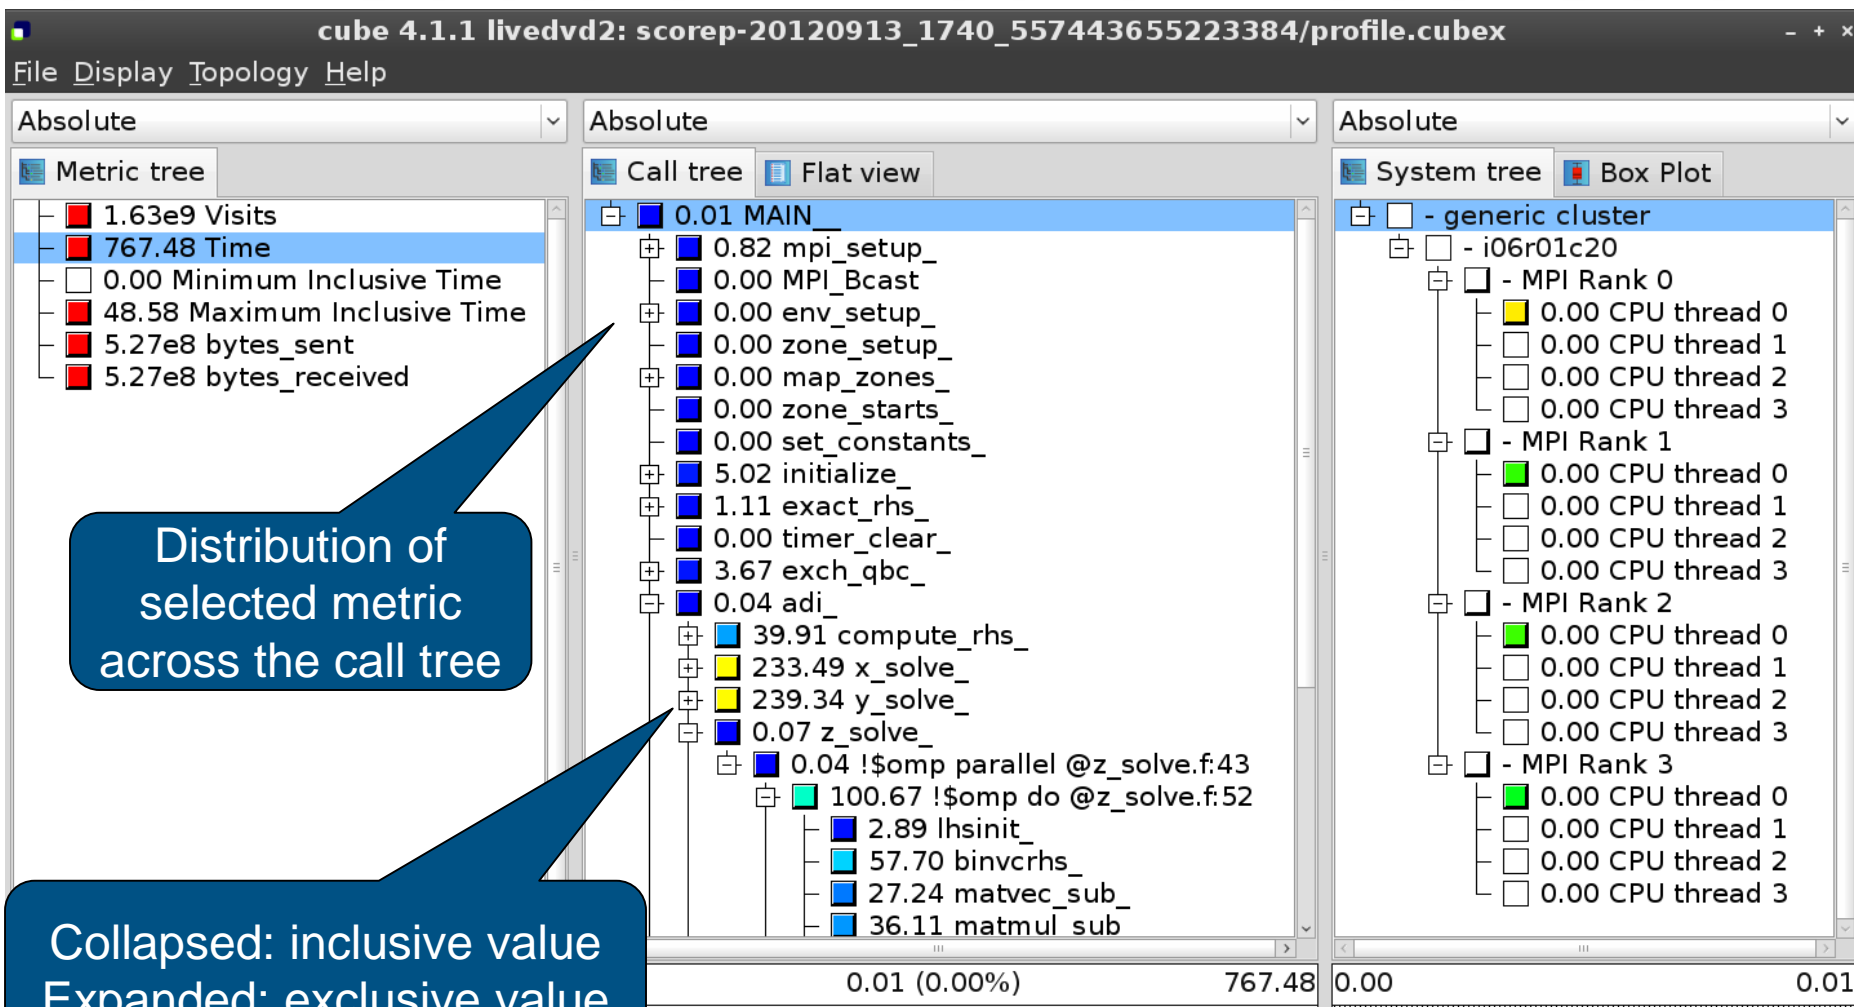 cube 4.1.1 livedvd2: scorep-20120913_1740_557443655223384/profile.cubex
File Display Topology Help
Absolute
Metric tree
1.63e9 Visits
767.48 Time
0.00 Minimum Inclusive Time
48.58 Maximum Inclusive Time
5.27e8 bytes_sent
5.27e8 bytes_received
Distribution of
selected metric
across the call tree
Collapsed: inclusive value
Expanded: exclusive value
Absolute
Call tree
Flat view
0.01 MAIN__
0.82 mpi_setup_
0.00 MPI_Bcast
0.00 env_setup_
0.00 zone_setup_
0.00 map_zones_
0.00 zone_starts_
0.00 set_constants_
5.02 initialize_
1.11 exact_rhs_
0.00 timer_clear_
3.67 exch_qbc_
0.04 adi_
39.91 compute_rhs_
233.49 x_solve_
239.34 y_solve_
0.07 z_solve_
0.04 !$omp parallel @z_solve.f:43
100.67 !$omp do @z_solve.f:52
2.89 lhsinit_
57.70 binvcrhs_
27.24 matvec_sub_
36.11 matmul_sub
0.01 (0.00%) 767.48
Absolute
System tree
Box Plot
- generic cluster
- i06r01c20
- MPI Rank 0
0.00 CPU thread 0
0.00 CPU thread 1
0.00 CPU thread 2
0.00 CPU thread 3
- MPI Rank 1
0.00 CPU thread 0
0.00 CPU thread 1
0.00 CPU thread 2
0.00 CPU thread 3
- MPI Rank 2
0.00 CPU thread 0
0.00 CPU thread 1
0.00 CPU thread 2
0.00 CPU thread 3
- MPI Rank 3
0.00 CPU thread 0
0.00 CPU thread 1
0.00 CPU thread 2
0.00 CPU thread 3
0.00 0.01